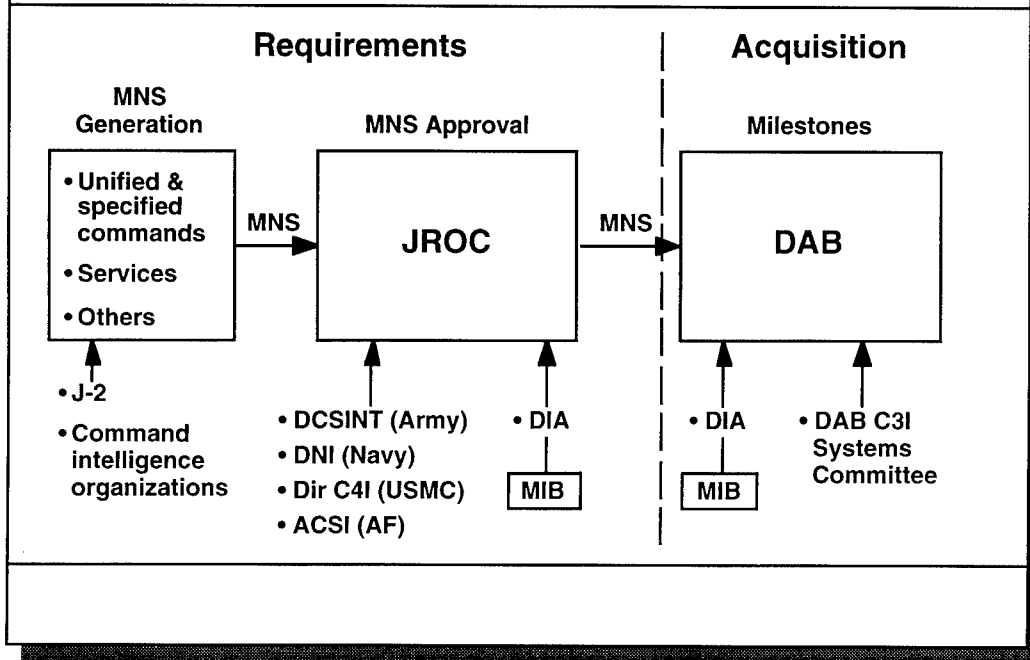 Requirements
Acquisition
MNS
Generation
MNS Approval
Milestones
• Unified &
specified
commands
• Services
• Others
MNS
JROC
MNS
DAB
• J-2
• Command
intelligence
organizations
• DCSINT (Army)
• DNI (Navy)
• Dir C4I (USMC)
• ACSI (AF)
• DIA
MIB
• DIA
MIB
• DAB C3I
Systems
Committee